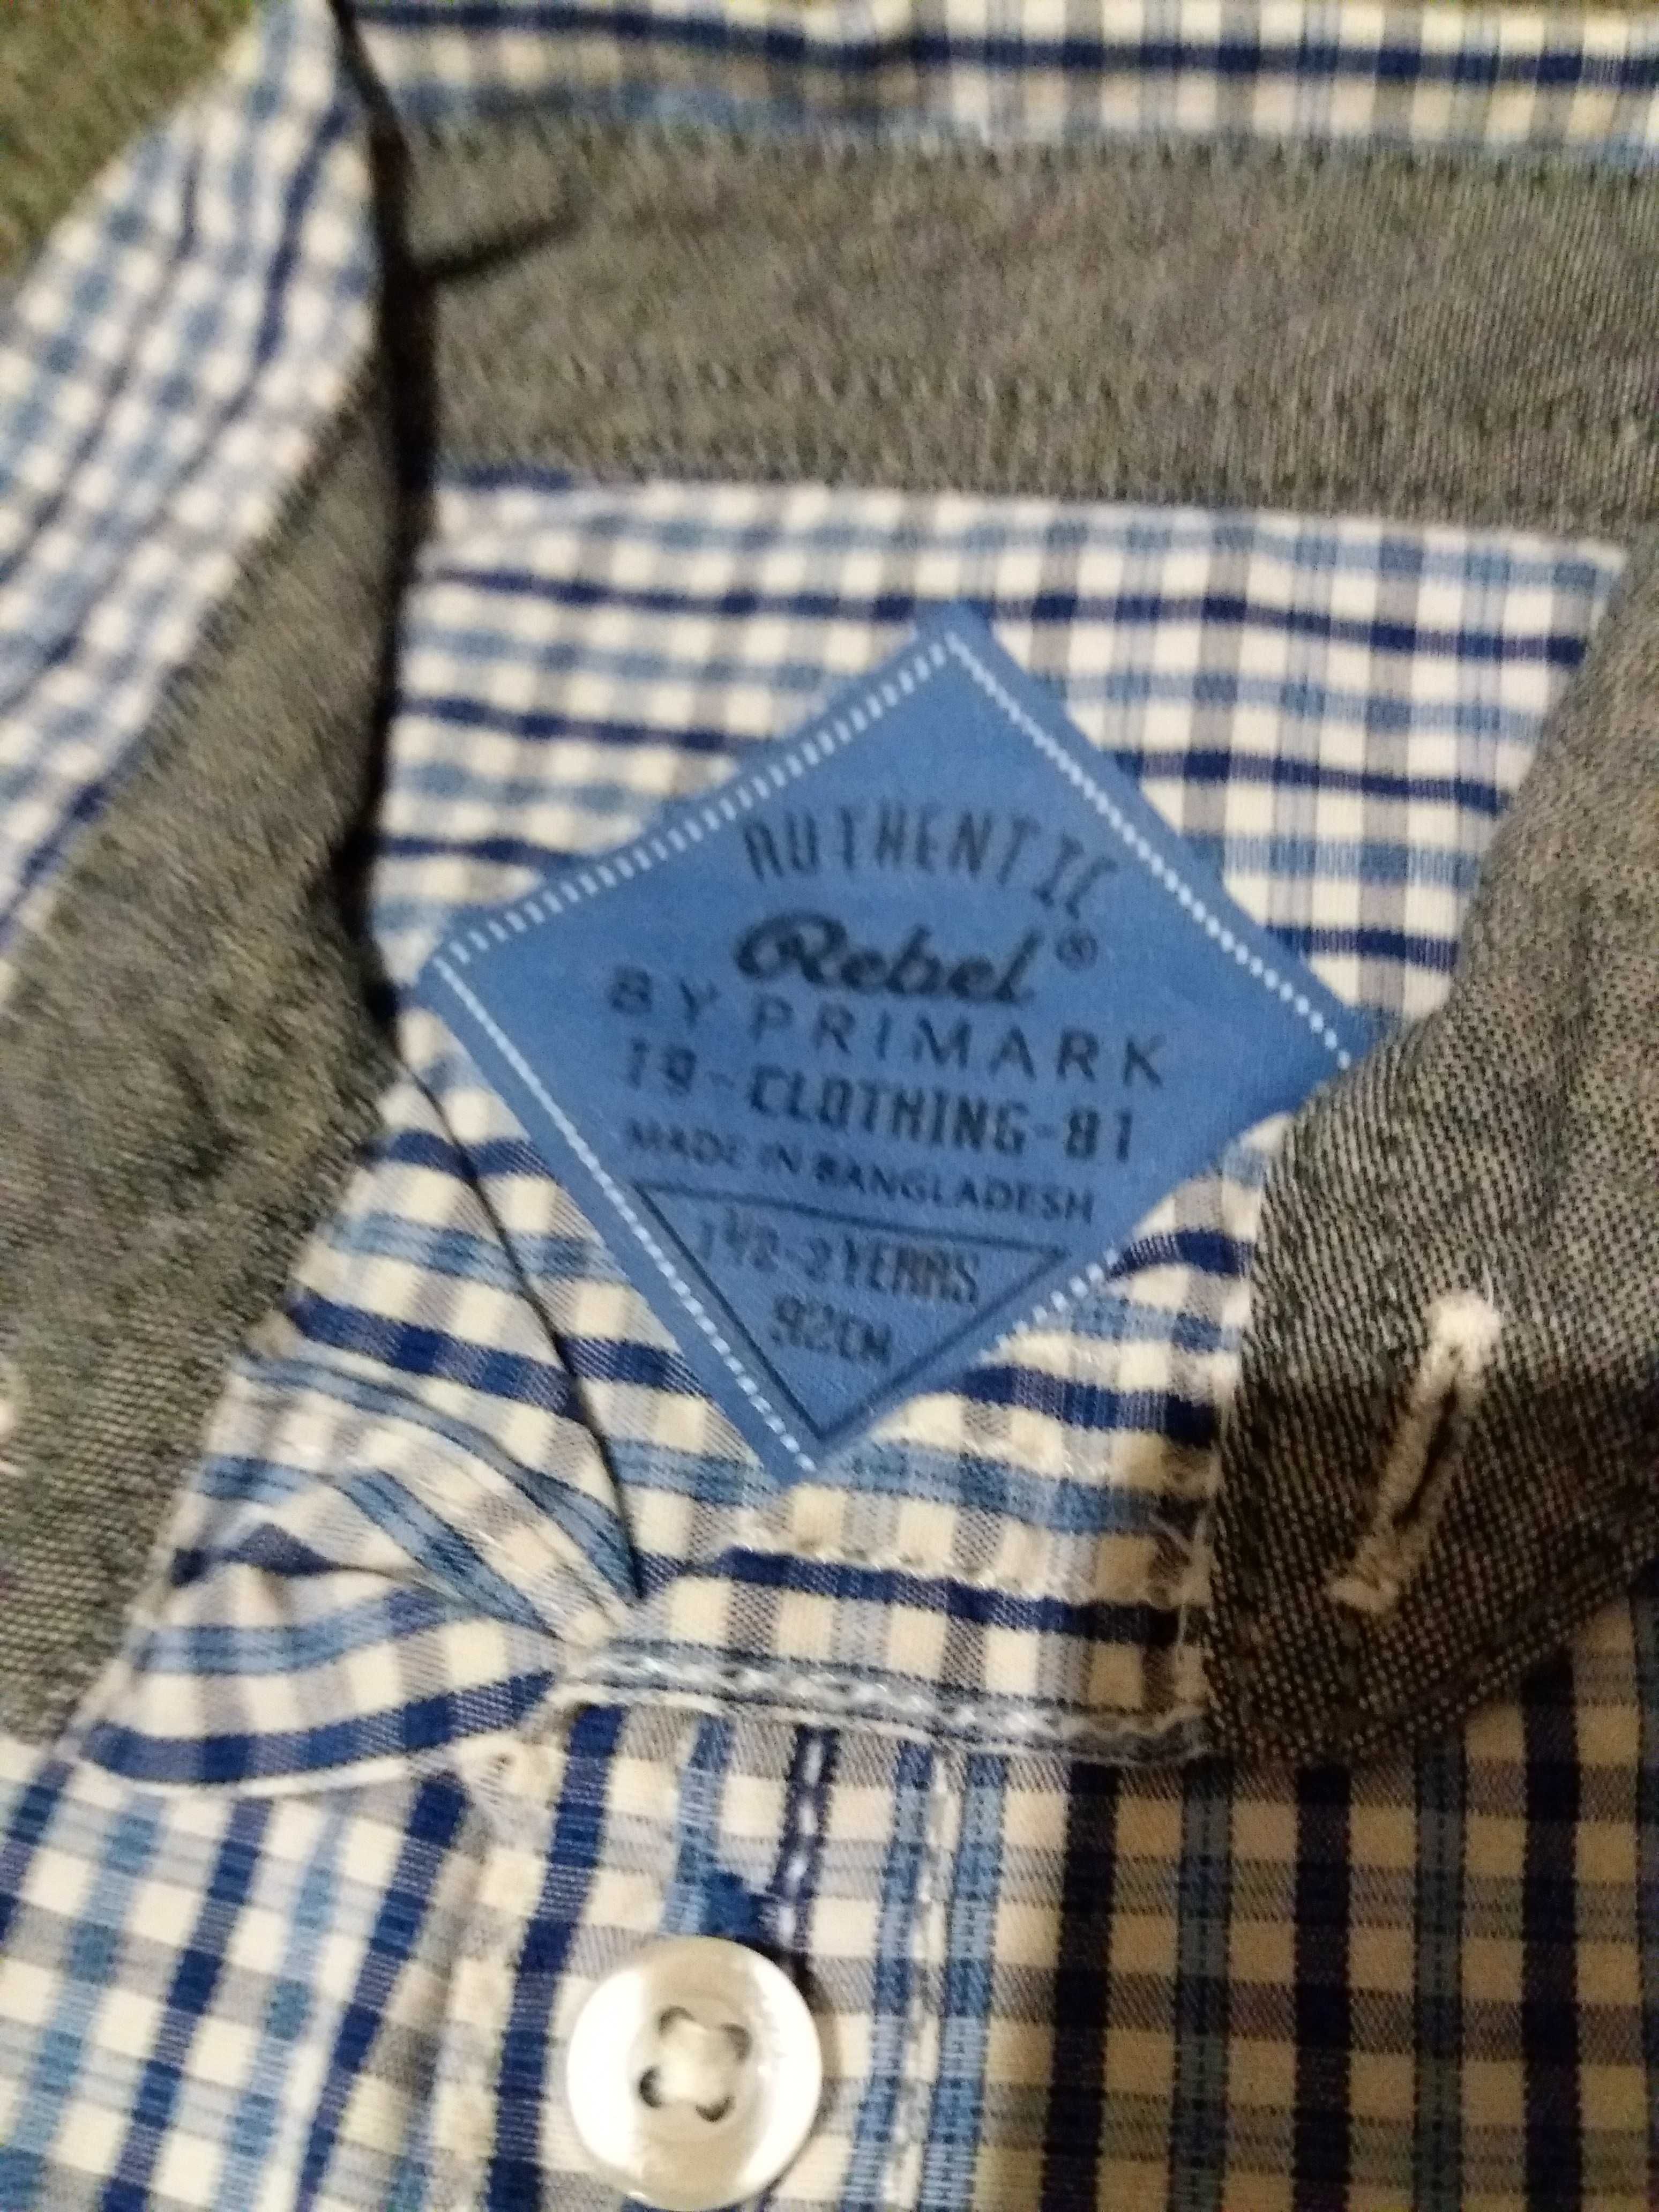 AUTHENTIC
Rebel®
BY PRIMARK
19-CLOTHING-81
MADE IN BANGLADESH
1½-2 YEARS
92CM